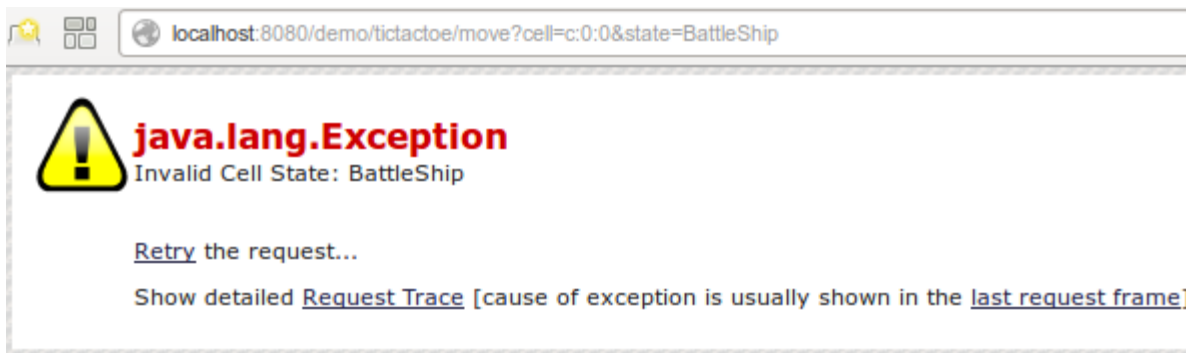 localhost:8080/demo/tictactoe/move?cell=c:0:0&state=BattleShip
java.lang.Exception
Invalid Cell State: BattleShip
Retry the request...
Show detailed Request Trace [cause of exception is usually shown in the last request frame]